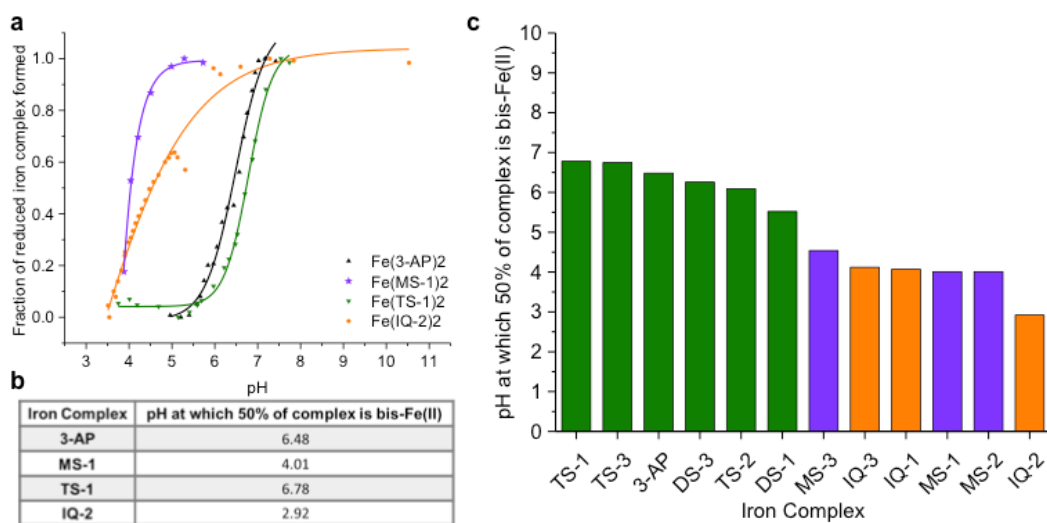 a
Fraction of reduced iron complex formed
1.0
0.8
0.6
0.4
0.2
0.0
3 4 5 6 7 8 9 10 11
pH
Fe(3-AP)2
Fe(MS-1)2
Fe(TS-1)2
Fe(IQ-2)2
b
Iron Complex pH at which 50% of complex is bis-Fe(II)
3-AP 6.48
MS-1 4.01
TS-1 6.78
IQ-2 2.92
c
pH at which 50% of complex is bis-Fe(II)
10
9
8
7
6
5
4
3
2
1
0
TS-1 TS-3 3-AP DS-3 TS-2 DS-1 MS-3 IQ-3 IQ-1 MS-1 MS-2 IQ-2
Iron Complex